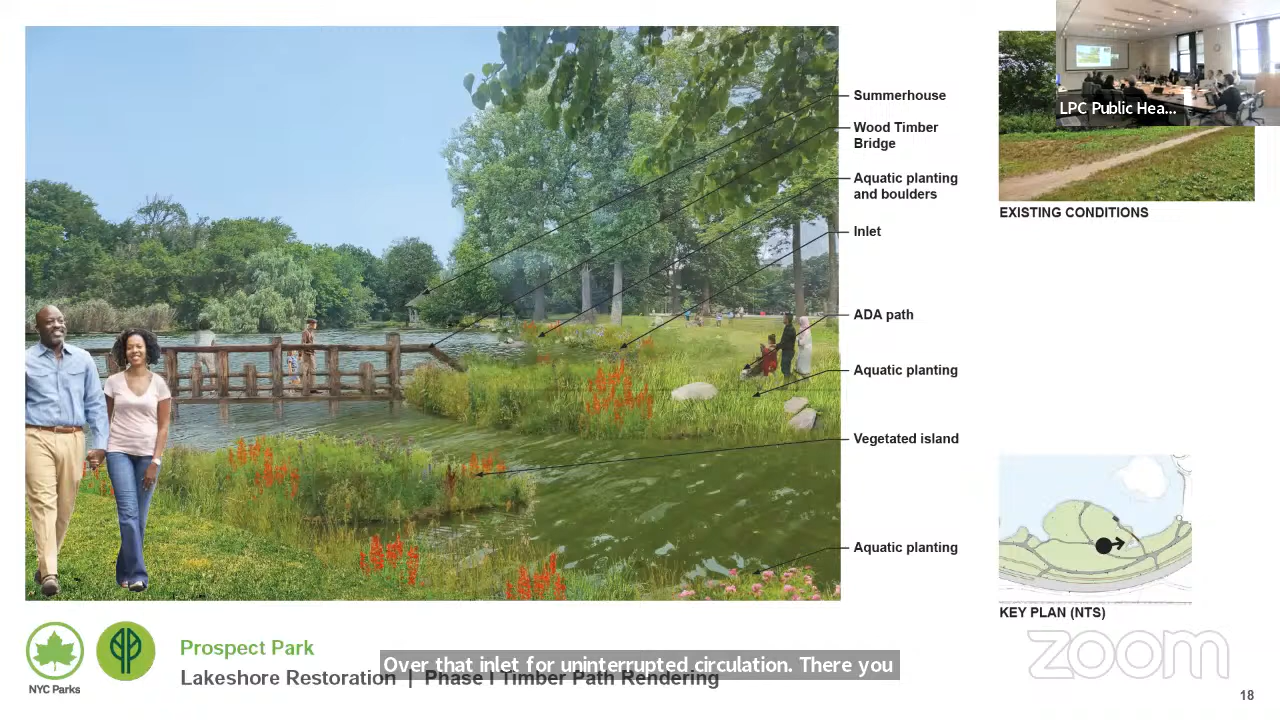 LPC Public Hea...
Summerhouse
Wood Timber
Bridge
Aquatic planting
and boulders
Inlet
ADA path
Aquatic planting
Vegetated island
Aquatic planting
EXISTING CONDITIONS
KEY PLAN (NTS)
NYC Parks
Prospect Park
Lakeshore Restoration | Phase I Timber Path Rendering
Over that inlet for uninterrupted circulation. There you
zoom
18